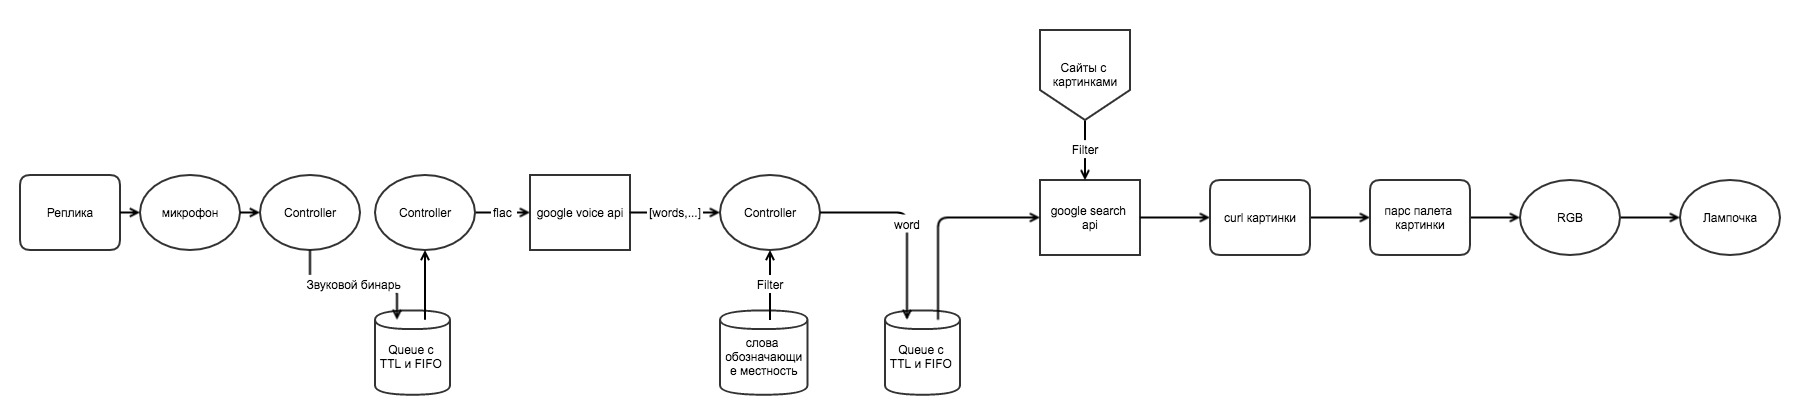 Сайты с
картинками
Filter
Реплика
микрофон
Controller
Controller
flac
google voice api
[words,...]
Controller
word
google search
api
curl картинки
парс палета
картинки
RGB
Лампочка
Звуковой бинарь
Filter
Queue с
TTL и FIFO
слова
обозначающи
е местность
Queue с
TTL и FIFO